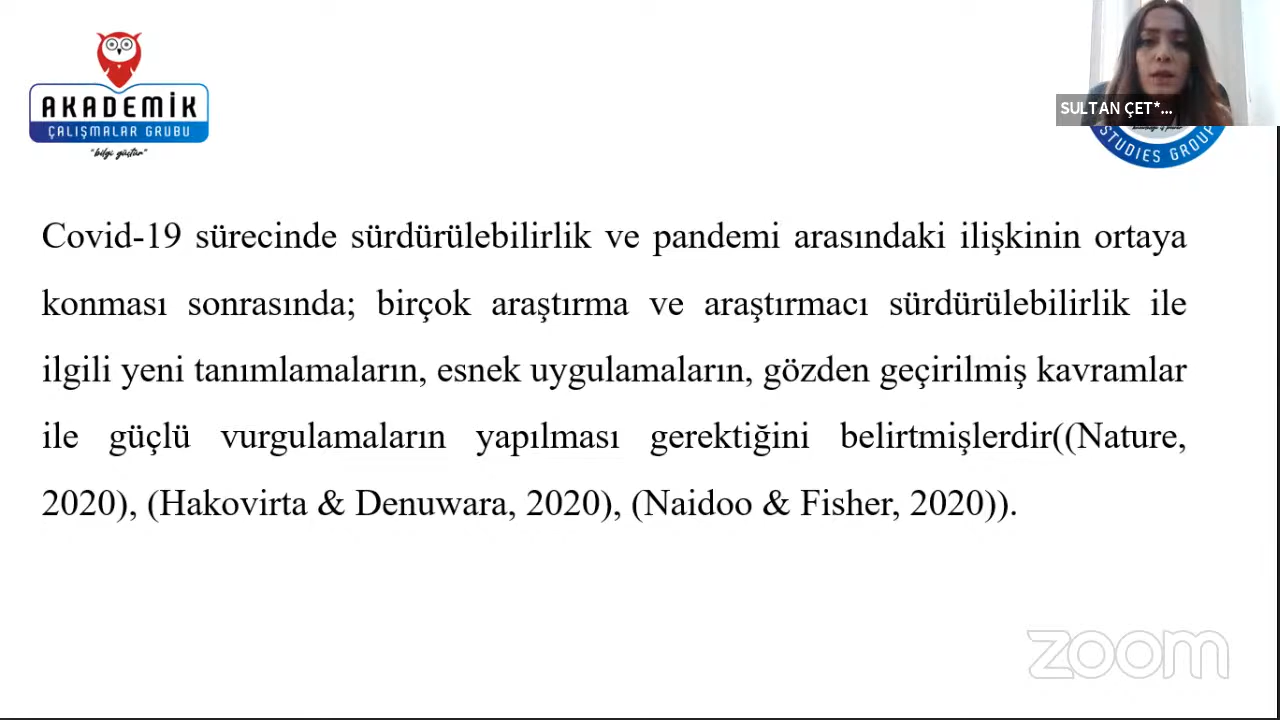 AKADEMİK
ÇALIŞMALAR GRUBU
"bilgi güçtür"
SULTAN ÇET*...
STUDIES GROUP
Covid-19 sürecinde sürdürülebilirlik ve pandemi arasındaki ilişkinin ortaya
konması sonrasında; birçok araştırma ve araştırmacı sürdürülebilirlik ile
ilgili yeni tanımlamaların, esnek uygulamaların, gözden geçirilmiş kavramlar
ile güçlü vurgulamaların yapılması gerektiğini belirtmişlerdir((Nature,
2020), (Hakovirta & Denuwara, 2020), (Naidoo & Fisher, 2020)).
zoom